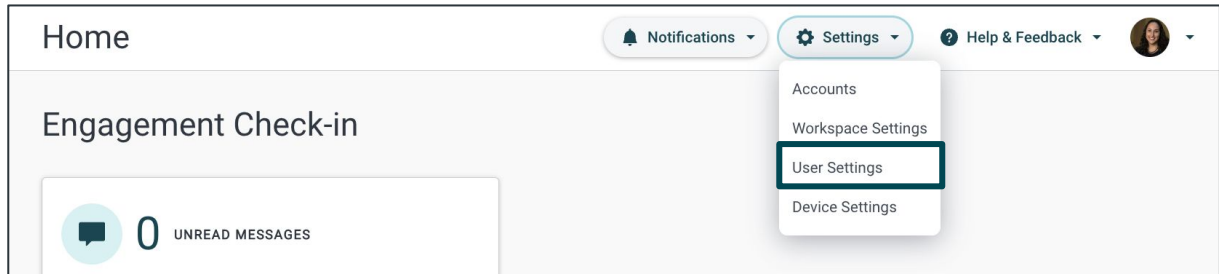 Home
Notifications
Settings
Help & Feedback
Accounts
Workspace Settings
User Settings
Device Settings
Engagement Check-in
0 UNREAD MESSAGES